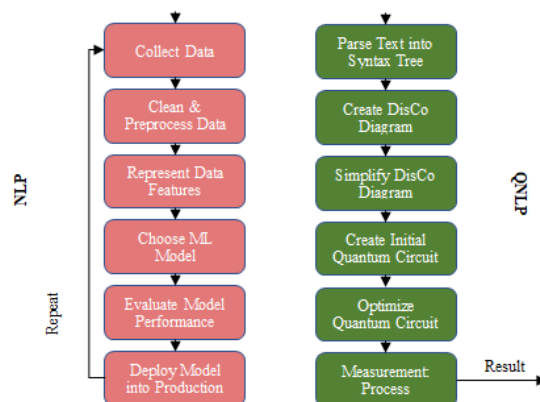 NLP
Repeat
Collect Data
Clean &
Preprocess Data
Represent Data
Features
Choose ML
Model
Evaluate Model
Performance
Deploy Model
into Production
Parse Text into
Syntax Tree
Create DisCo
Diagram
Simplify DisCo
Diagram
Create Initial
Quantum Circuit
Optimize
Quantum Circuit
Measurement:
Process
QNLP
Result